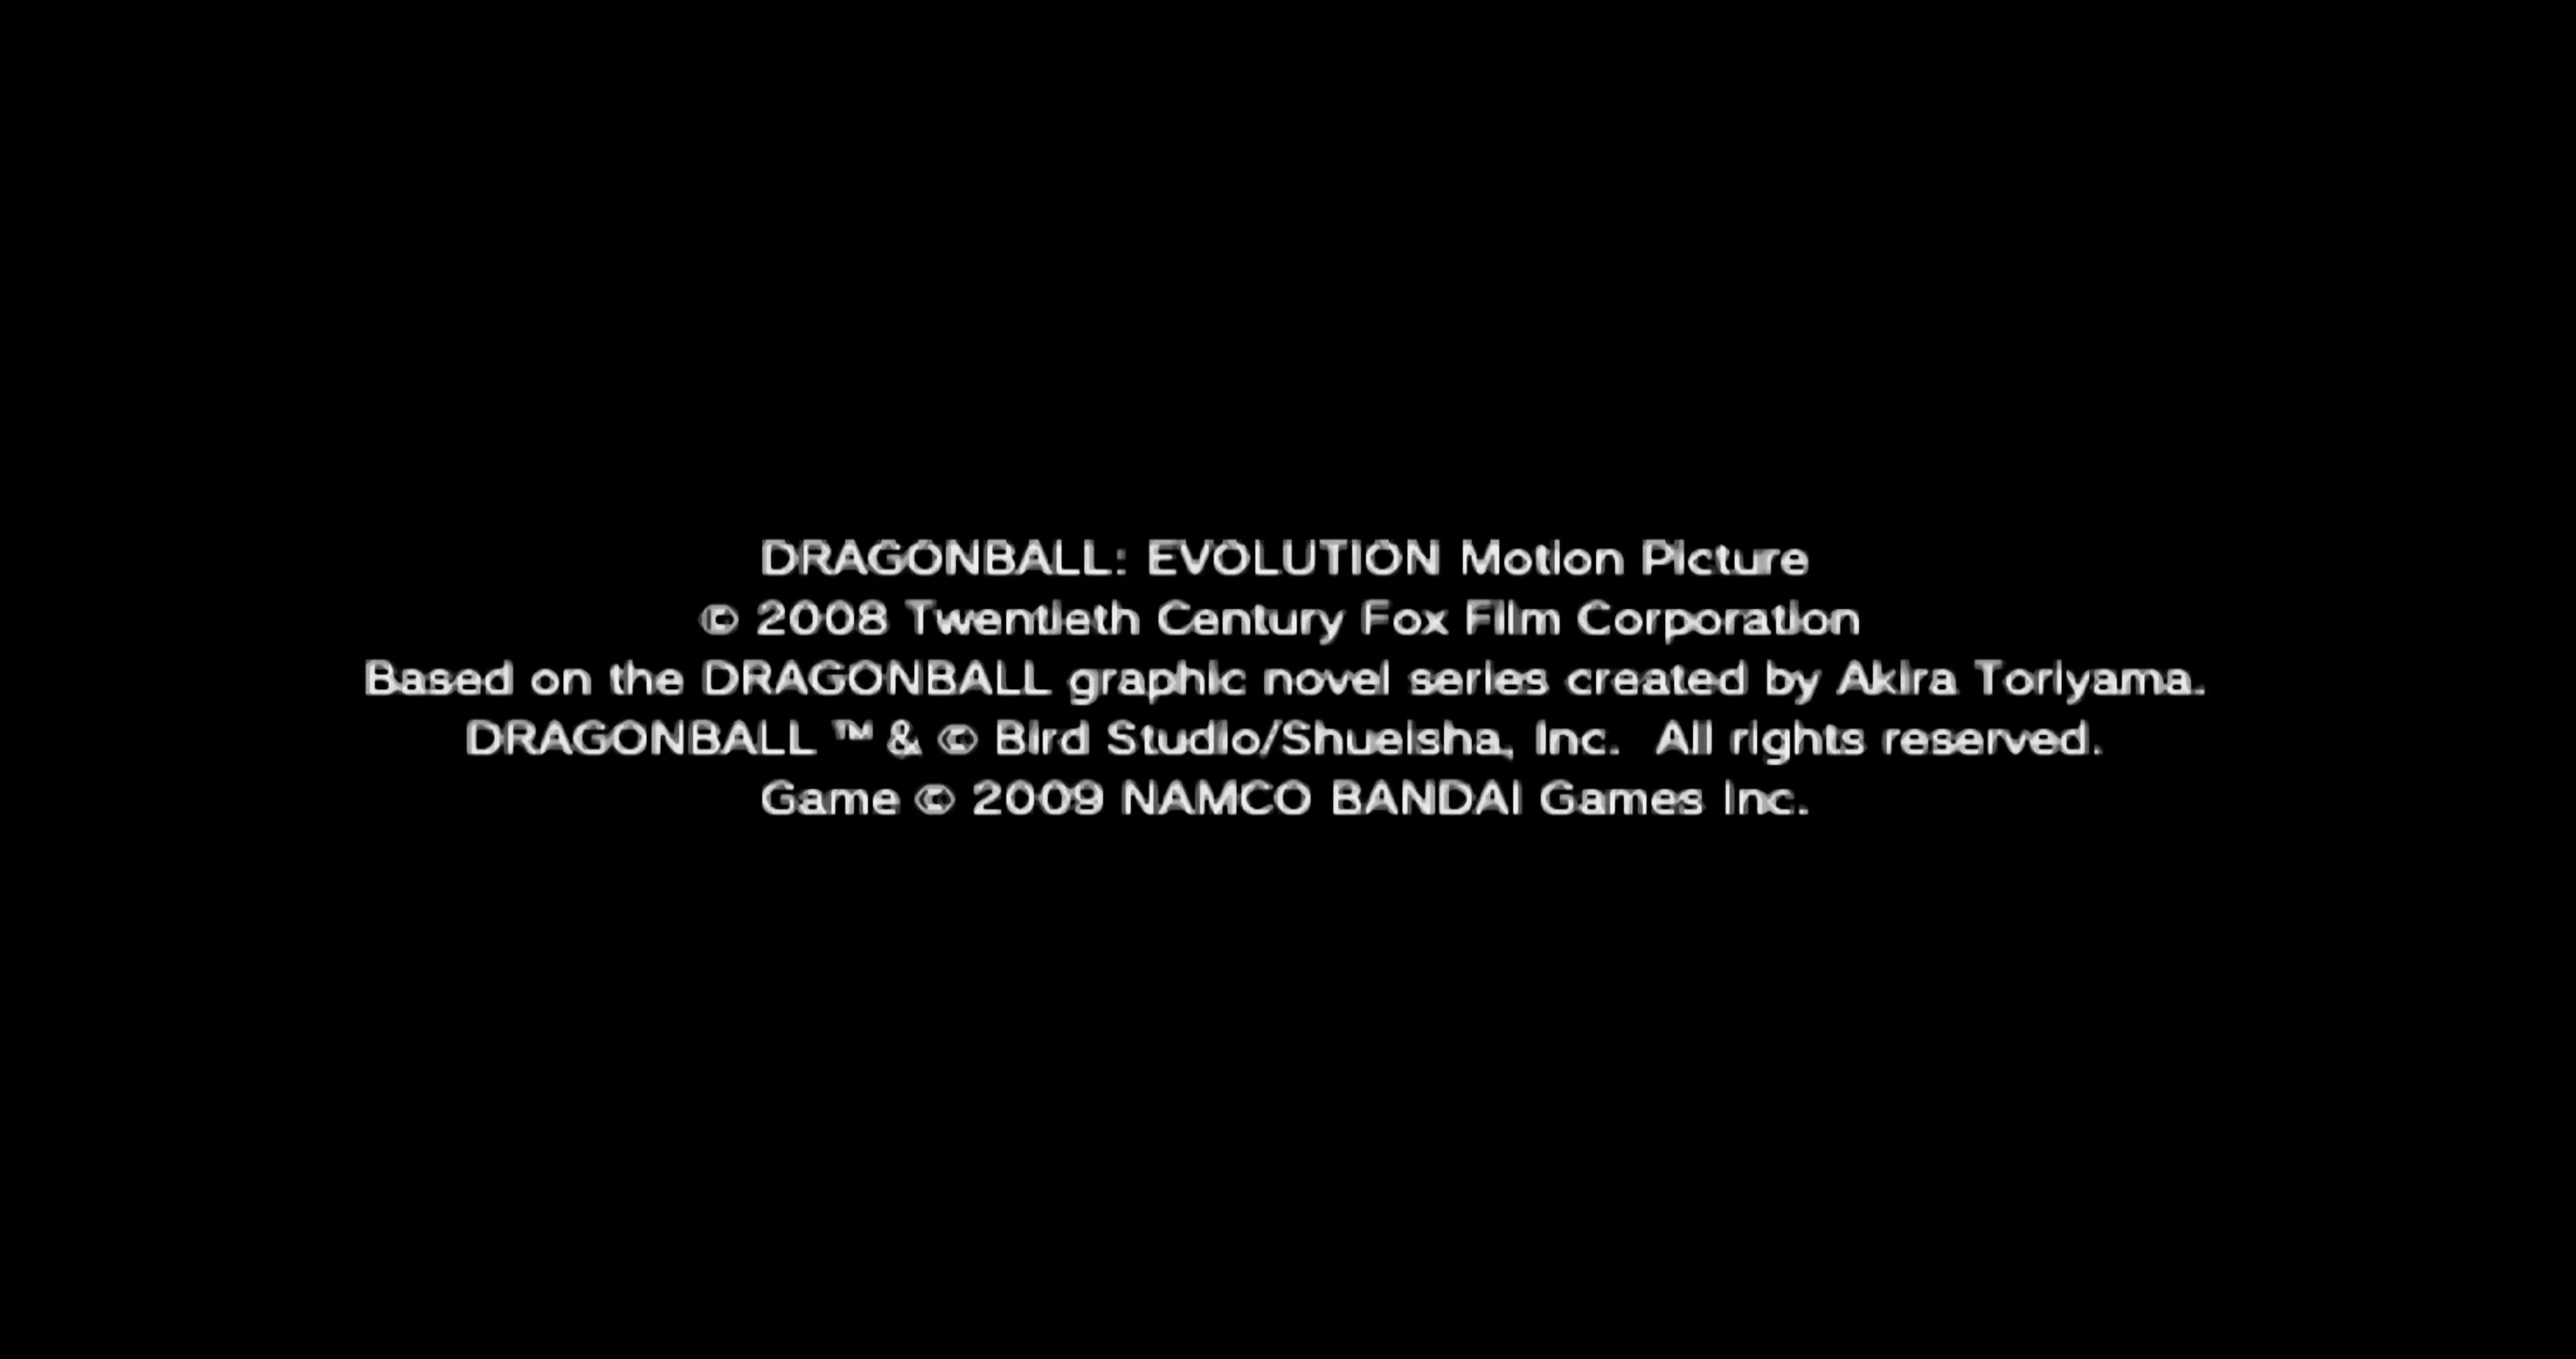 DRAGONBALL: EVOLUTION Motion Picture
© 2008 Twentieth Century Fox Film Corporation
Based on the DRAGONBALL graphic novel series created by Akira Toriyama.
DRAGONBALL ™ & © Bird Studio/Shueisha, Inc.  All rights reserved.
Game © 2009 NAMCO BANDAI Games Inc.